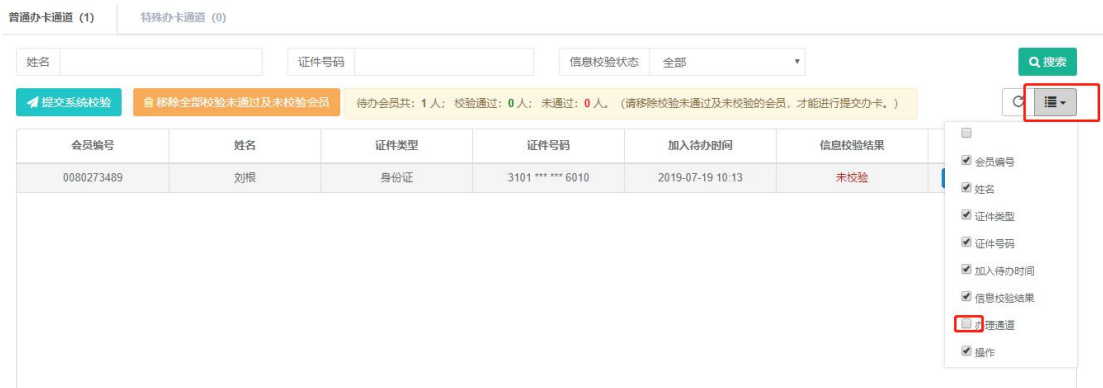 普通办卡通道 (1) 特殊办卡通道 (0)
姓名 证件号码 信息校验状态 全部 搜索
提交系统校验 移除全部校验未通过及未校验会员 待办会员共: 1 人; 校验通过: 0 人; 未通过: 0 人。 (请移除校验未通过及未校验的会员, 才能进行提交办卡。)
会员编号 姓名 证件类型 证件号码 加入待办时间 信息校验结果
0080273489 刘根 身份证 3101 *** *** 6010 2019-07-19 10:13 未校验
会员编号
姓名
证件类型
证件号码
加入待办时间
信息校验结果
办理通道
操作